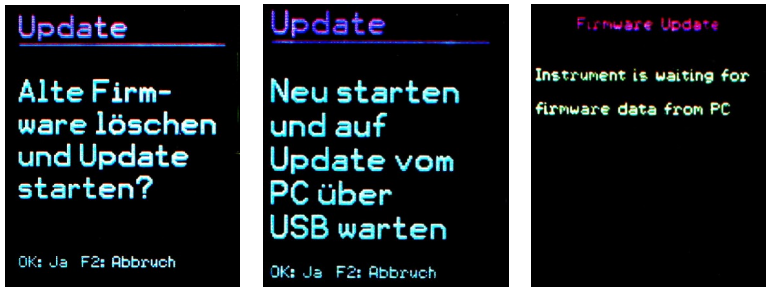 Update
Alte Firm-
ware löschen
und Update
starten?
OK: Ja F2: Abbruch
Update
Neu starten
und auf
Update vom
PC über
USB warten
OK: Ja F2: Abbruch
Firmware Update
Instrument is waiting for
firmware data from PC